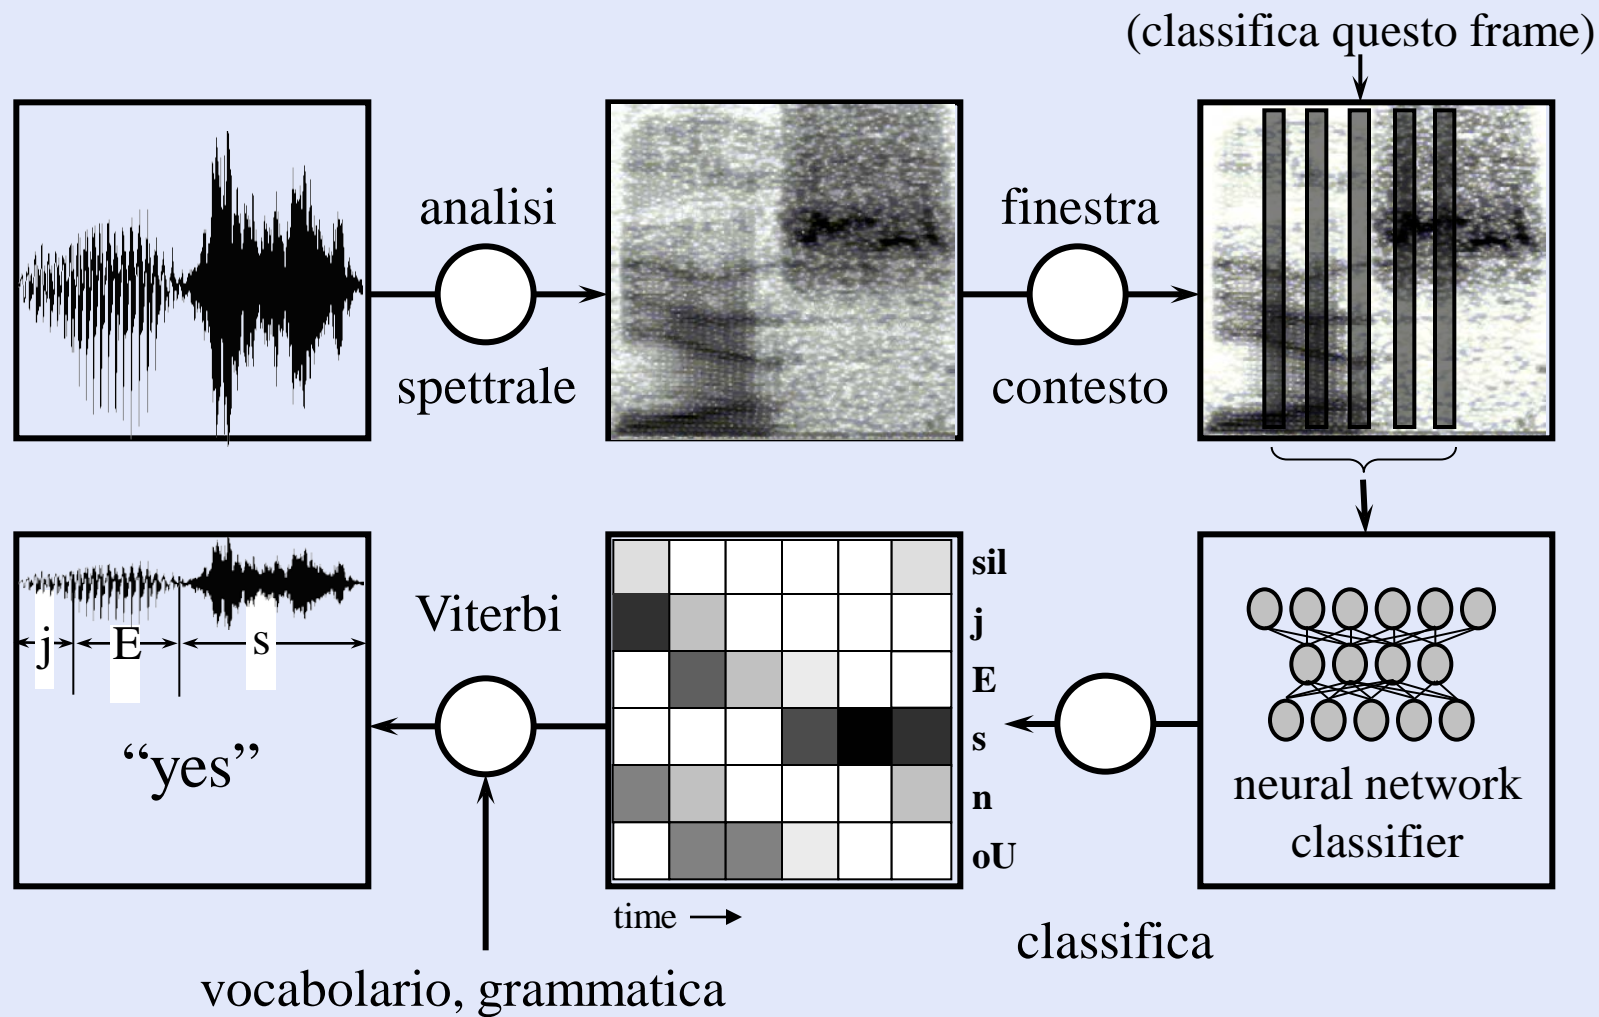 (classifica questo frame)
analisi
spettrale
finestra
contesto
j
E
s
“yes”
Viterbi
sil
j
E
s
n
oU
time
neural network
classifier
classifica
vocabolario, grammatica